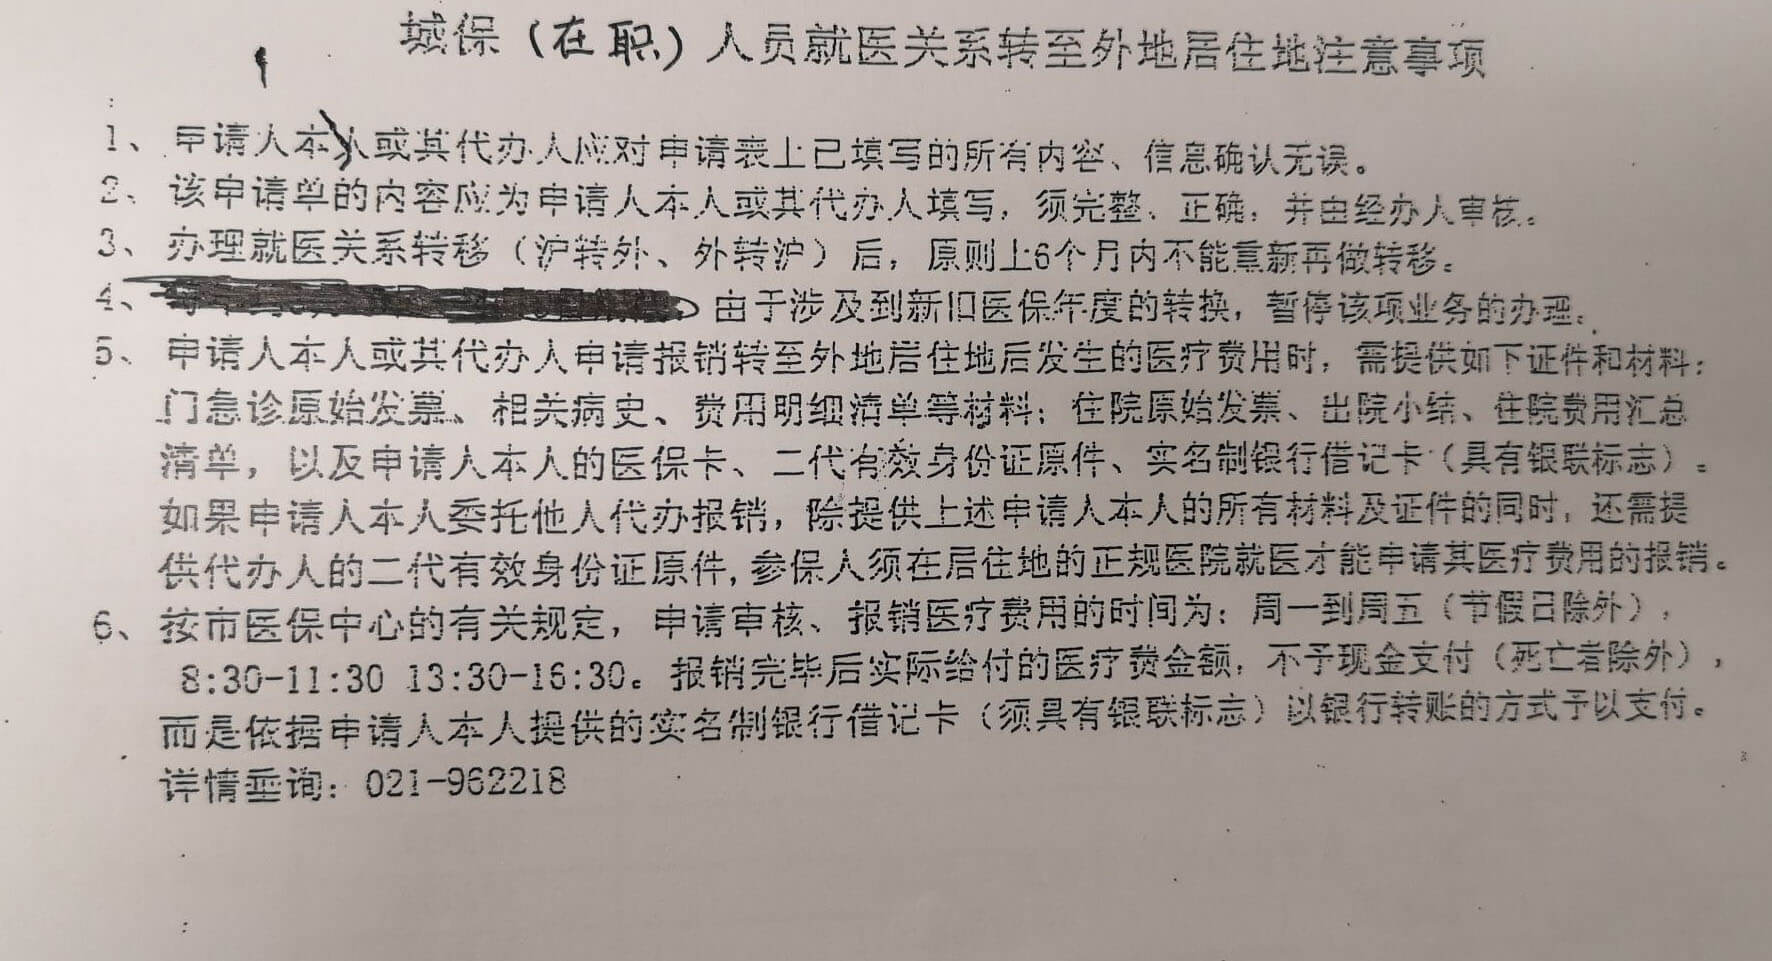 城保（在职）人员就医关系转至外地居住地注意事项
1、申请人本人或其代办人应对申请表上已填写的所有内容、信息确认无误。
2、该申请单的内容应为申请人本人或其代办人填写，须完整、正确，并由经办人审核。
3、办理就医关系转移（沪转外、外转沪）后，原则上6个月内不能重新再做转移。
4、由于涉及到新旧医保年度的转换，暂停该项业务的办理。
5、申请人本人或其代办人申请报销转至外地居住地后发生的医疗费用时，需提供如下证件和材料：
门急诊原始发票、相关病史、费用明细清单等材料；住院原始发票、出院小结、住院费用汇总
清单，以及申请人本人的医保卡、二代有效身份证原件、实名制银行借记卡（具有银联标志）。
如果申请人本人委托他人代办报销，除提供上述申请人本人的所有材料及证件的同时，还需提
供代办人的二代有效身份证原件，参保人须在居住地的正规医院就医才能申请其医疗费用的报销。
6、按市医保中心的有关规定，申请审核、报销医疗费用的时间为：周一到周五（节假日除外），
8:30-11:30 13:30-16:30。报销完毕后实际给付的医疗费金额，不予现金支付（死亡者除外），
而是依据申请人本人提供的实名制银行借记卡（须具有银联标志）以银行转账的方式予以支付。
详情垂询：021-962218